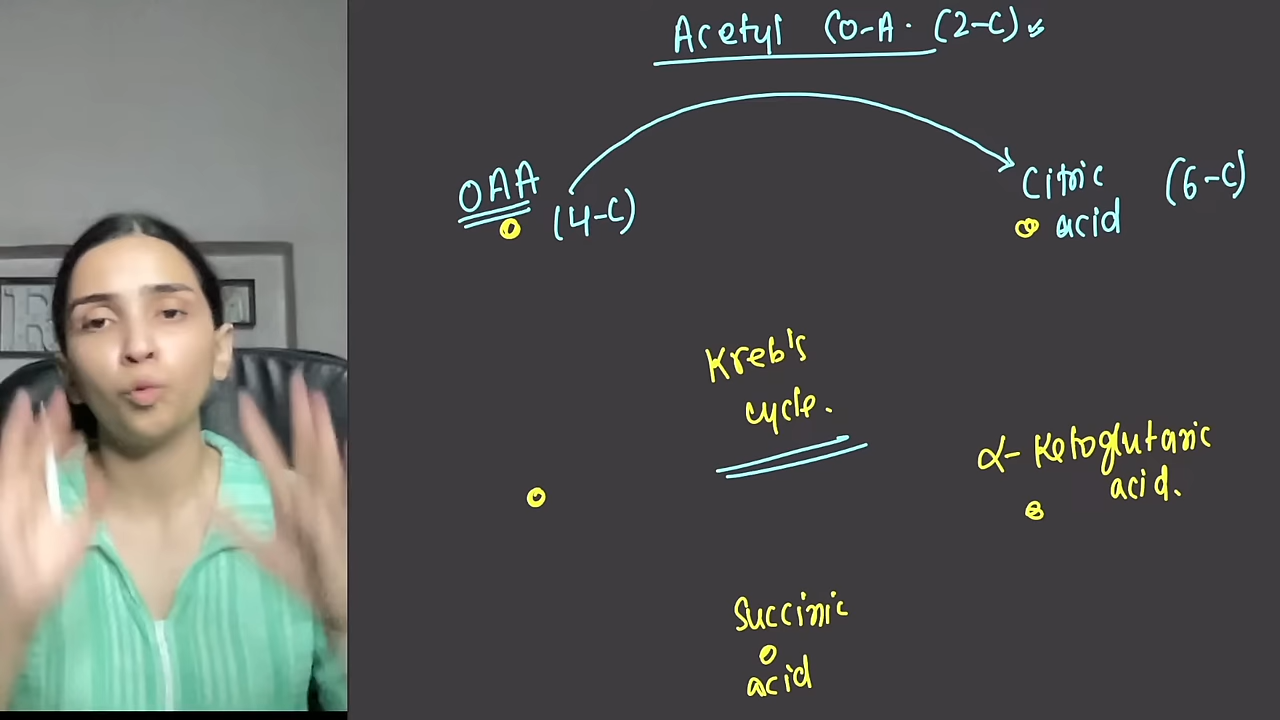 Acetyl CO-A. (2-C)
OAA
(4-C)
Citric (6-C)
acid
Kreb's
cycle.
α- Ketoglutaric
acid.
Succinic
acid